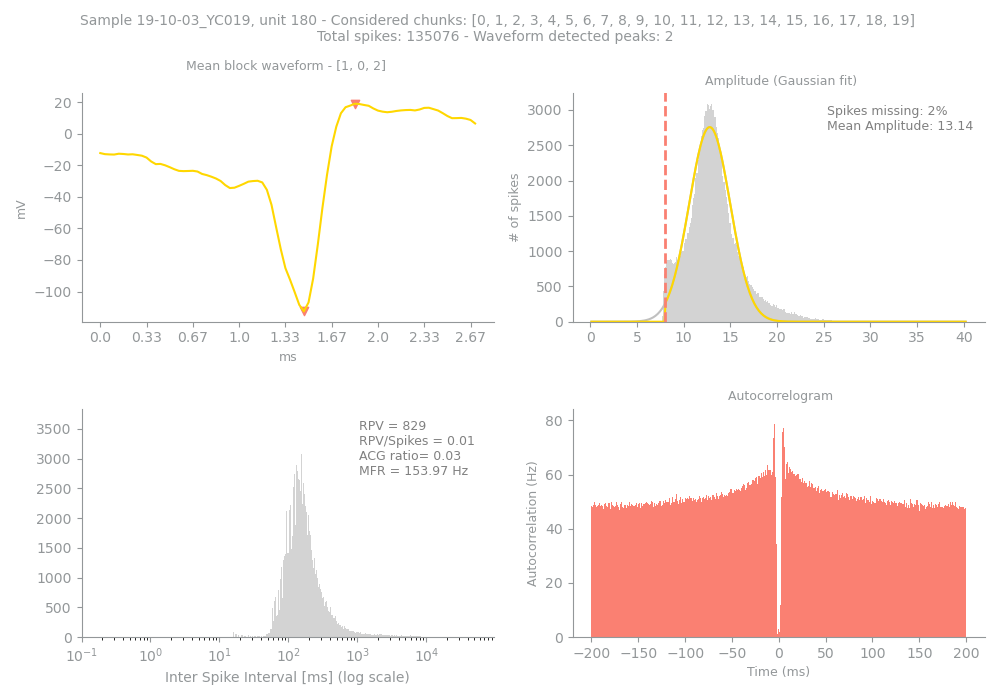 Sample 19-10-03_YC019, unit 180 - Considered chunks: [0, 1, 2, 3, 4, 5, 6, 7, 8, 9, 10, 11, 12, 13, 14, 15, 16, 17, 18, 19]
Total spikes: 135076 - Waveform detected peaks: 2
Mean block waveform - [1, 0, 2]
mV
20
0
−20
−40
−60
−80
−100
0.0 0.33 0.67 1.0 1.33 1.67 2.0 2.33 2.67
ms
Amplitude (Gaussian fit)
Spikes missing: 2%
Mean Amplitude: 13.14
# of spikes
3000
2500
2000
1500
1000
500
0
0 5 10 15 20 25 30 35 40
RPV = 829
RPV/Spikes = 0.01
ACG ratio= 0.03
MFR = 153.97 Hz
3500
3000
2500
2000
1500
1000
500
0
10⁻¹ 10⁰ 10¹ 10² 10³ 10⁴
Inter Spike Interval [ms] (log scale)
Autocorrelogram
Autocorrelation (Hz)
80
60
40
20
0
−200 −150 −100 −50 0 50 100 150 200
Time (ms)